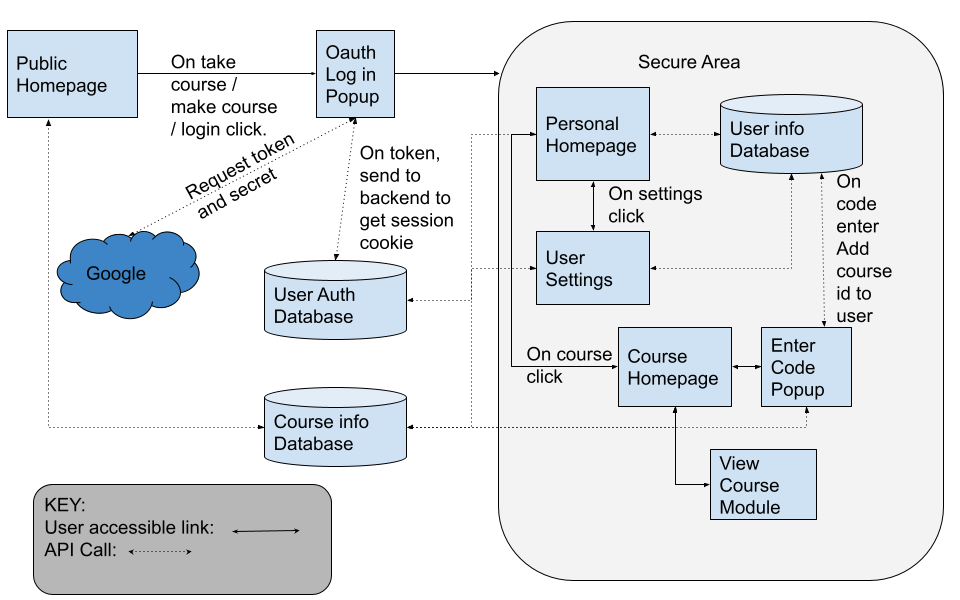 Public
Homepage
On take
course /
make course
/ login click.
Oauth
Log in
Popup
Request token
and secret
On token,
send to
backend to
get session
cookie
Google
User Auth
Database
Course info
Database
Secure Area
Personal
Homepage
User info
Database
On settings
click
User
Settings
On
code
enter
Add
course
id to
user
On course
click
Course
Homepage
Enter
Code
Popup
View
Course
Module
KEY:
User accessible link:
API Call: